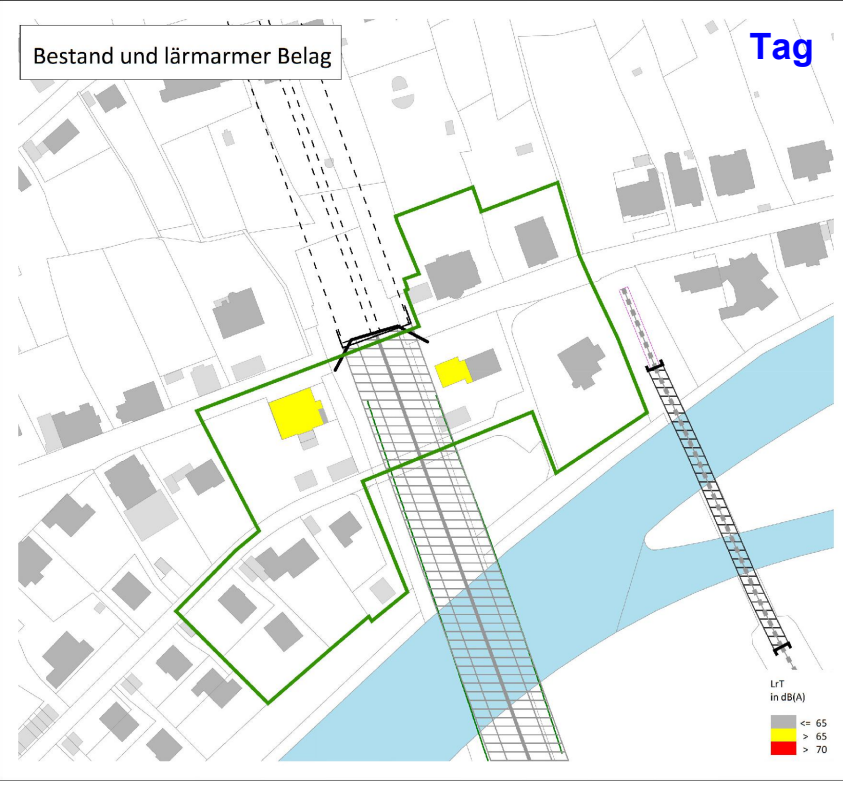 Bestand und lärmarmer Belag
Tag
LrT
in dB(A)
<= 65
> 65
> 70